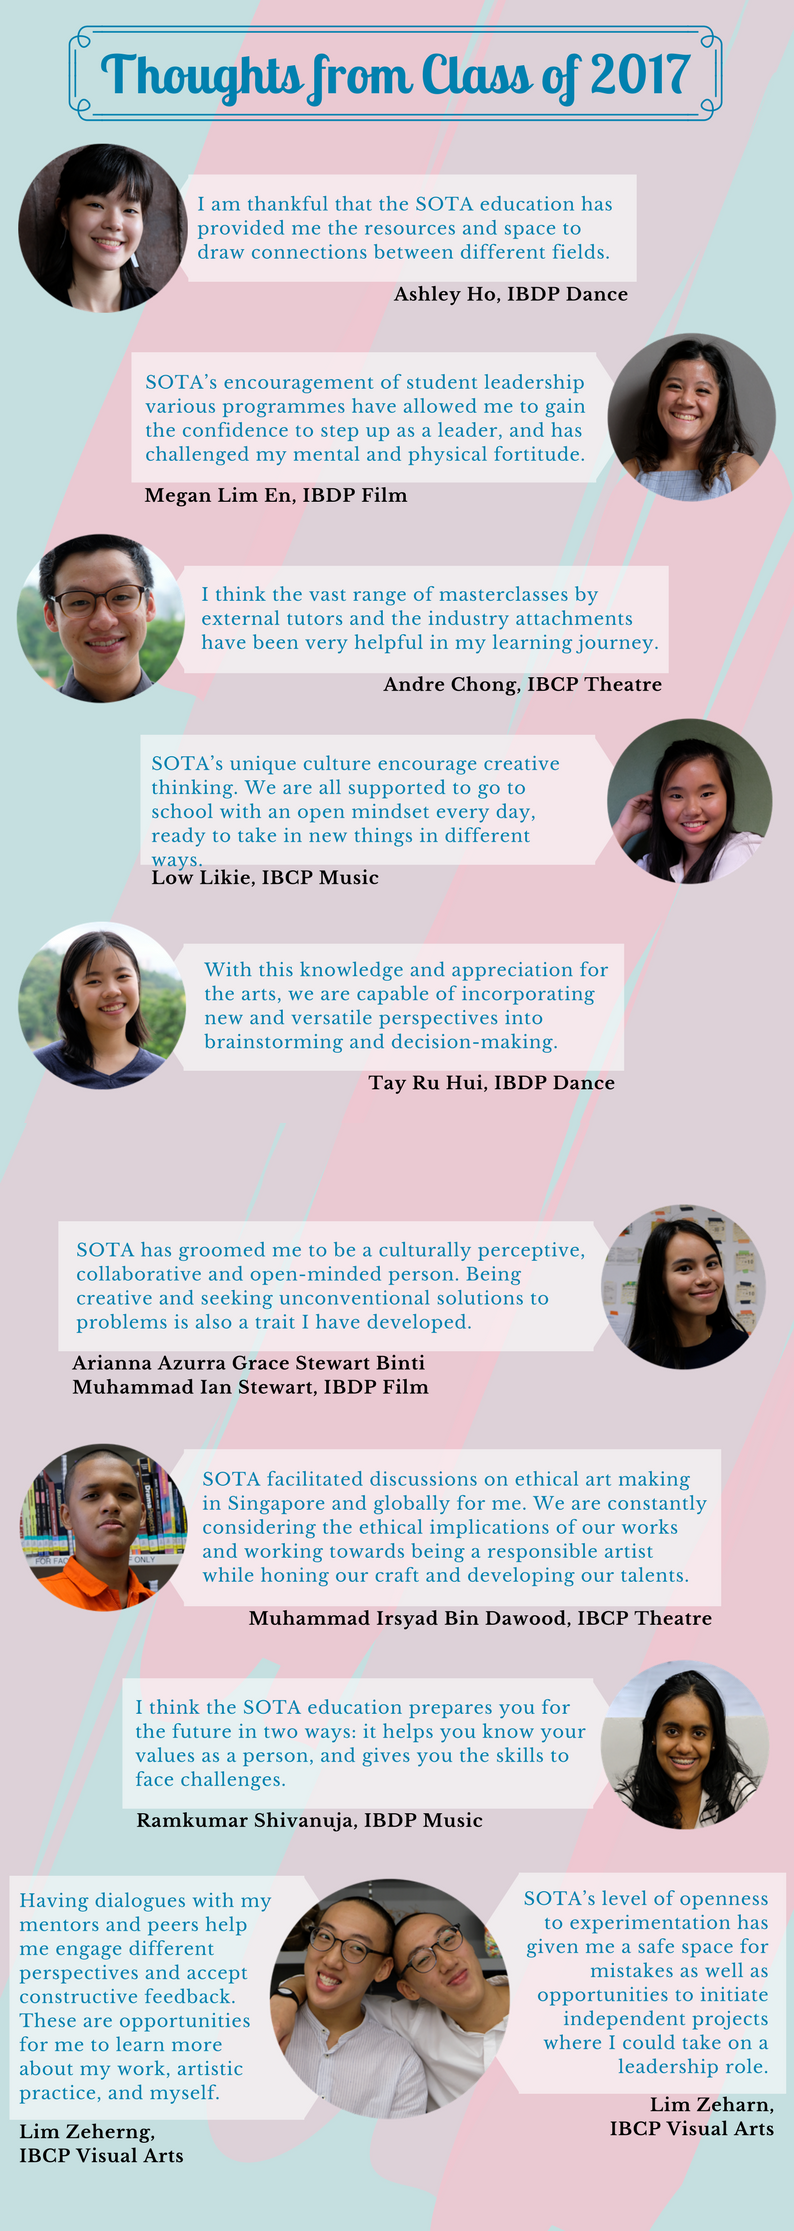 Thoughts from Class of 2017
I am thankful that the SOTA education has
provided me the resources and space to
draw connections between different fields.
Ashley Ho, IBDP Dance
SOTA's encouragement of student leadership
various programmes have allowed me to gain
the confidence to step up as a leader, and has
challenged my mental and physical fortitude.
Megan Lim En, IBDP Film
I think the vast range of masterclasses by
external tutors and the industry attachments
have been very helpful in my learning journey.
Andre Chong, IBCP Theatre
SOTA's unique culture encourage creative
thinking. We are all supported to go to
school with an open mindset every day,
ready to take in new things in different
ways.
Low Likie, IBCP Music
With this knowledge and appreciation for
the arts, we are capable of incorporating
new and versatile perspectives into
brainstorming and decision-making.
Tay Ru Hui, IBDP Dance
SOTA has groomed me to be a culturally perceptive,
collaborative and open-minded person. Being
creative and seeking unconventional solutions to
problems is also a trait I have developed.
Arianna Azurra Grace Stewart Binti
Muhammad Ian Stewart, IBDP Film
FOR
ONLY
SOTA facilitated discussions on ethical art making
in Singapore and globally for me. We are constantly
considering the ethical implications of our works
and working towards being a responsible artist
while honing our craft and developing our talents.
Muhammad Irsyad Bin Dawood, IBCP Theatre
I think the SOTA education prepares you for
the future in two ways: it helps you know your
values as a person, and gives you the skills to
face challenges.
Ramkumar Shivanuja, IBDP Music
Having dialogues with my
mentors and peers help
me engage different
perspectives and accept
constructive feedback.
These are opportunities
for me to learn more
about my work, artistic
practice, and myself.
Lim Zeherng,
IBCP Visual Arts
SOTA's level of openness
to experimentation has
given me a safe space for
mistakes as well as
opportunities to initiate
independent projects
where I could take on a
leadership role.
Lim Zeharn,
IBCP Visual Arts